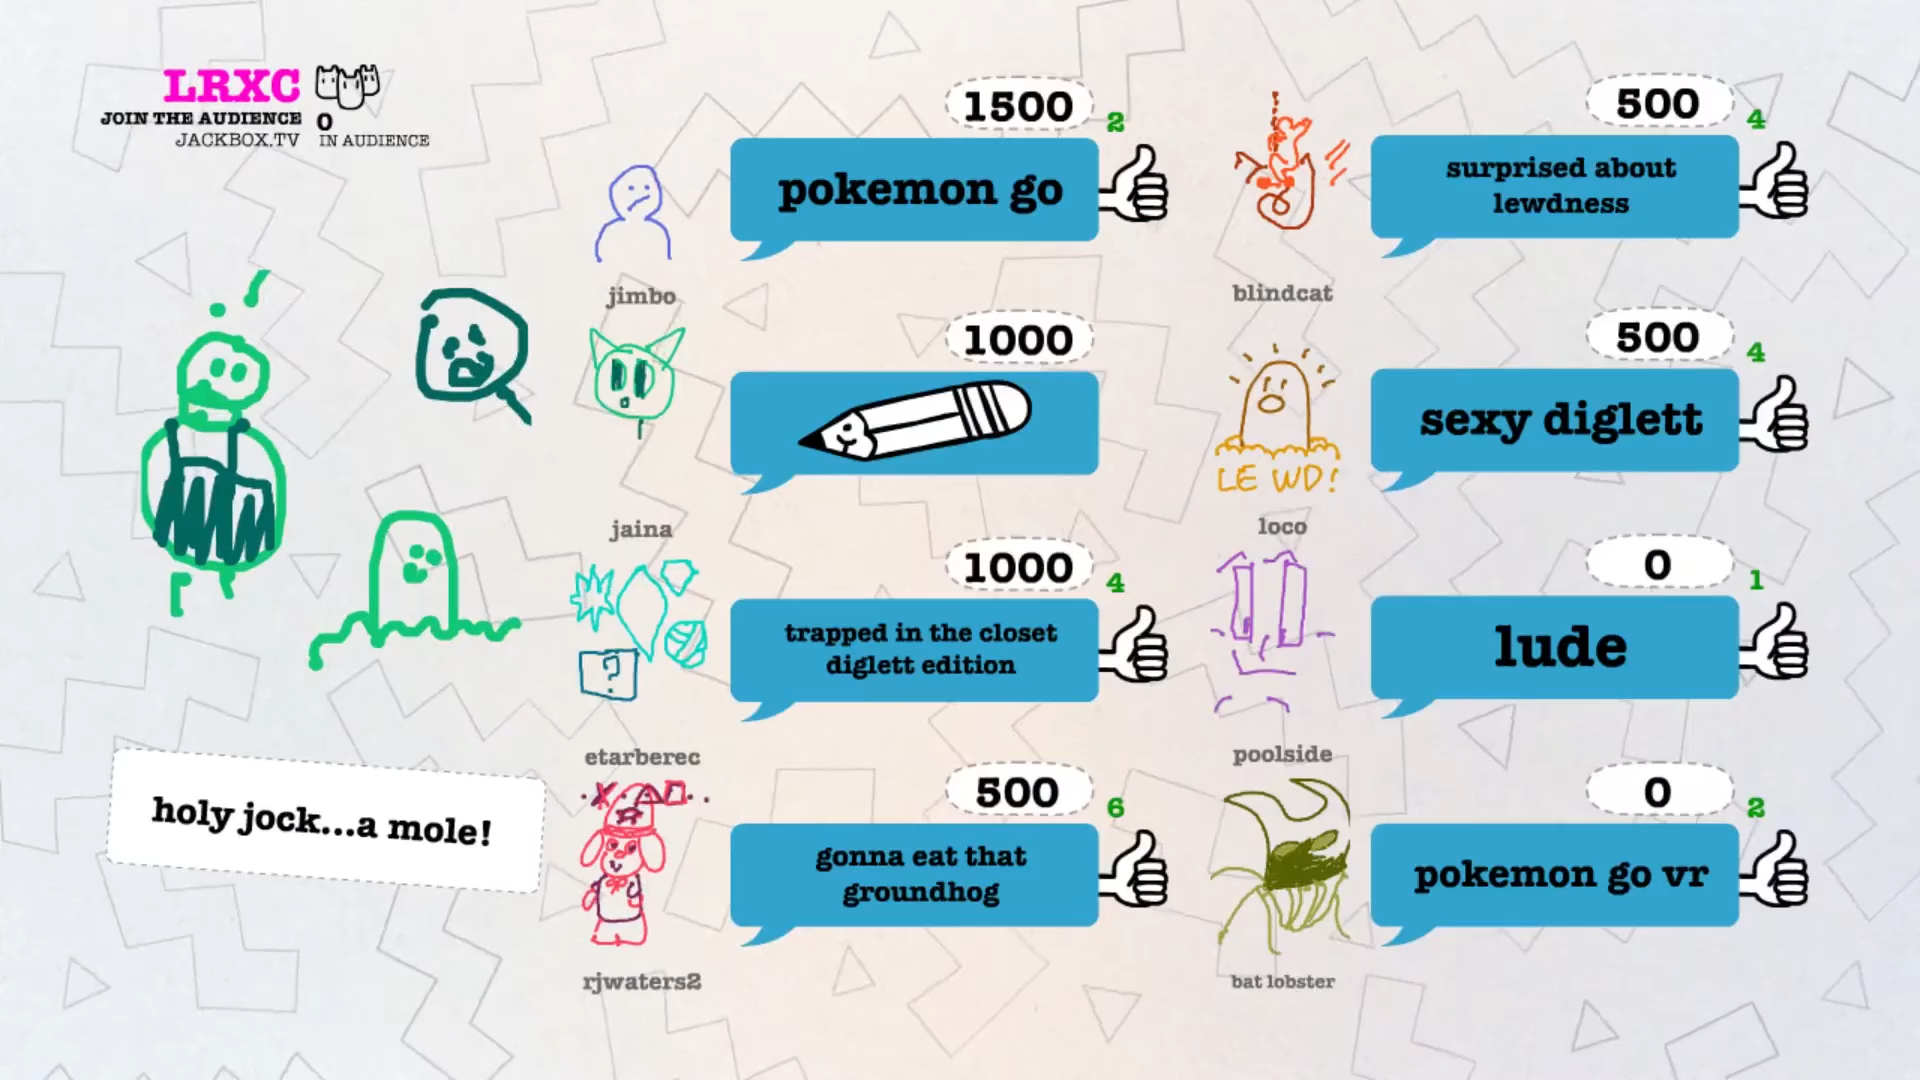 LRXC
JOIN THE AUDIENCE
JACKBOX.TV
0
IN AUDIENCE
1500
2
pokemon go
jimbo
500
4
surprised about
lewdness
blindcat
1000
jaina
500
4
sexy diglett
LEWD!
loco
1000
4
trapped in the closet
diglett edition
?
etarberec
0
1
lude
poolside
500
6
gonna eat that
groundhog
rjwaters2
0
2
pokemon go vr
bat lobster
holy jock...a mole!